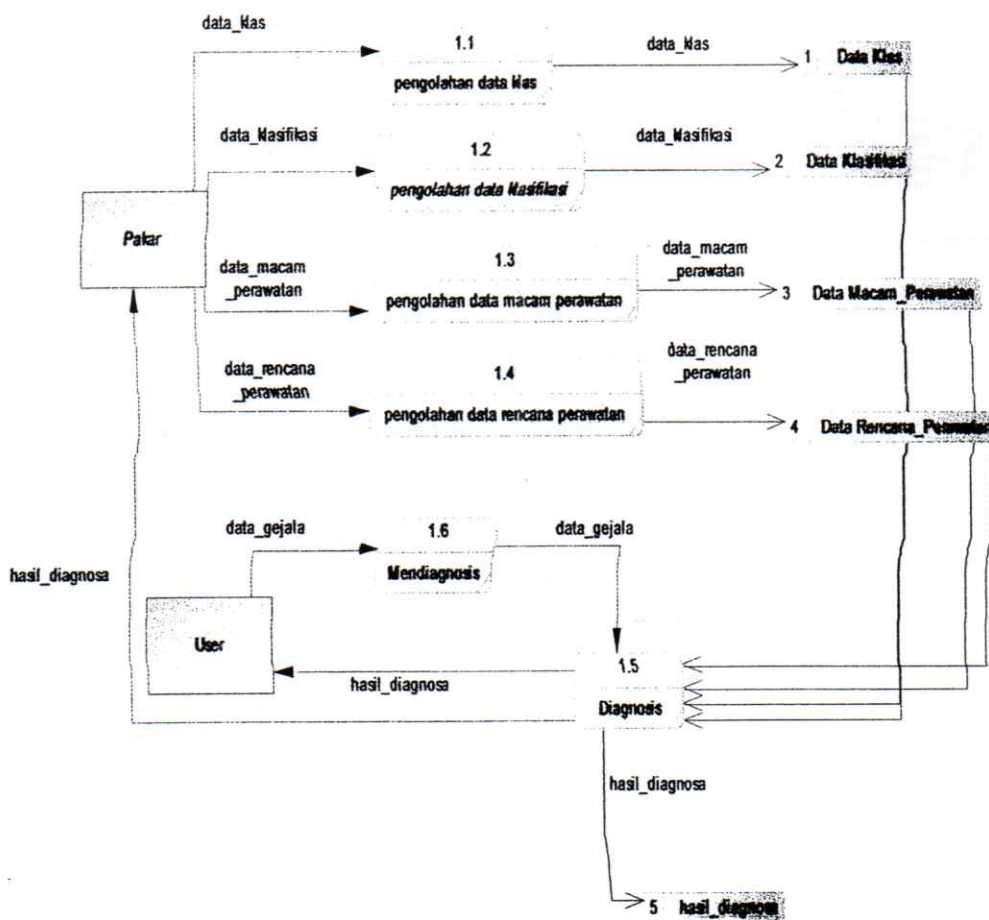 data_klas
1.1
pengolahan data klas
data_klas
1 Data Klas
data_klasifikasi
1.2
pengolahan data klasifikasi
data_klasifikasi
2 Data Klasifikasi
Pakar
data_macam
_perawatan
1.3
pengolahan data macam perawatan
data_macam
_perawatan
3 Data Macam_Perawatan
data_rencana
_perawatan
1.4
pengolahan data rencana perawatan
data_rencana
_perawatan
4 Data Rencana_Perawatan
data_gejala
1.6
Mendiagnosis
data_gejala
hasil_diagnosa
User
hasil_diagnosa
1.5
Diagnosis
hasil_diagnosa
5 hasil_diagnosa